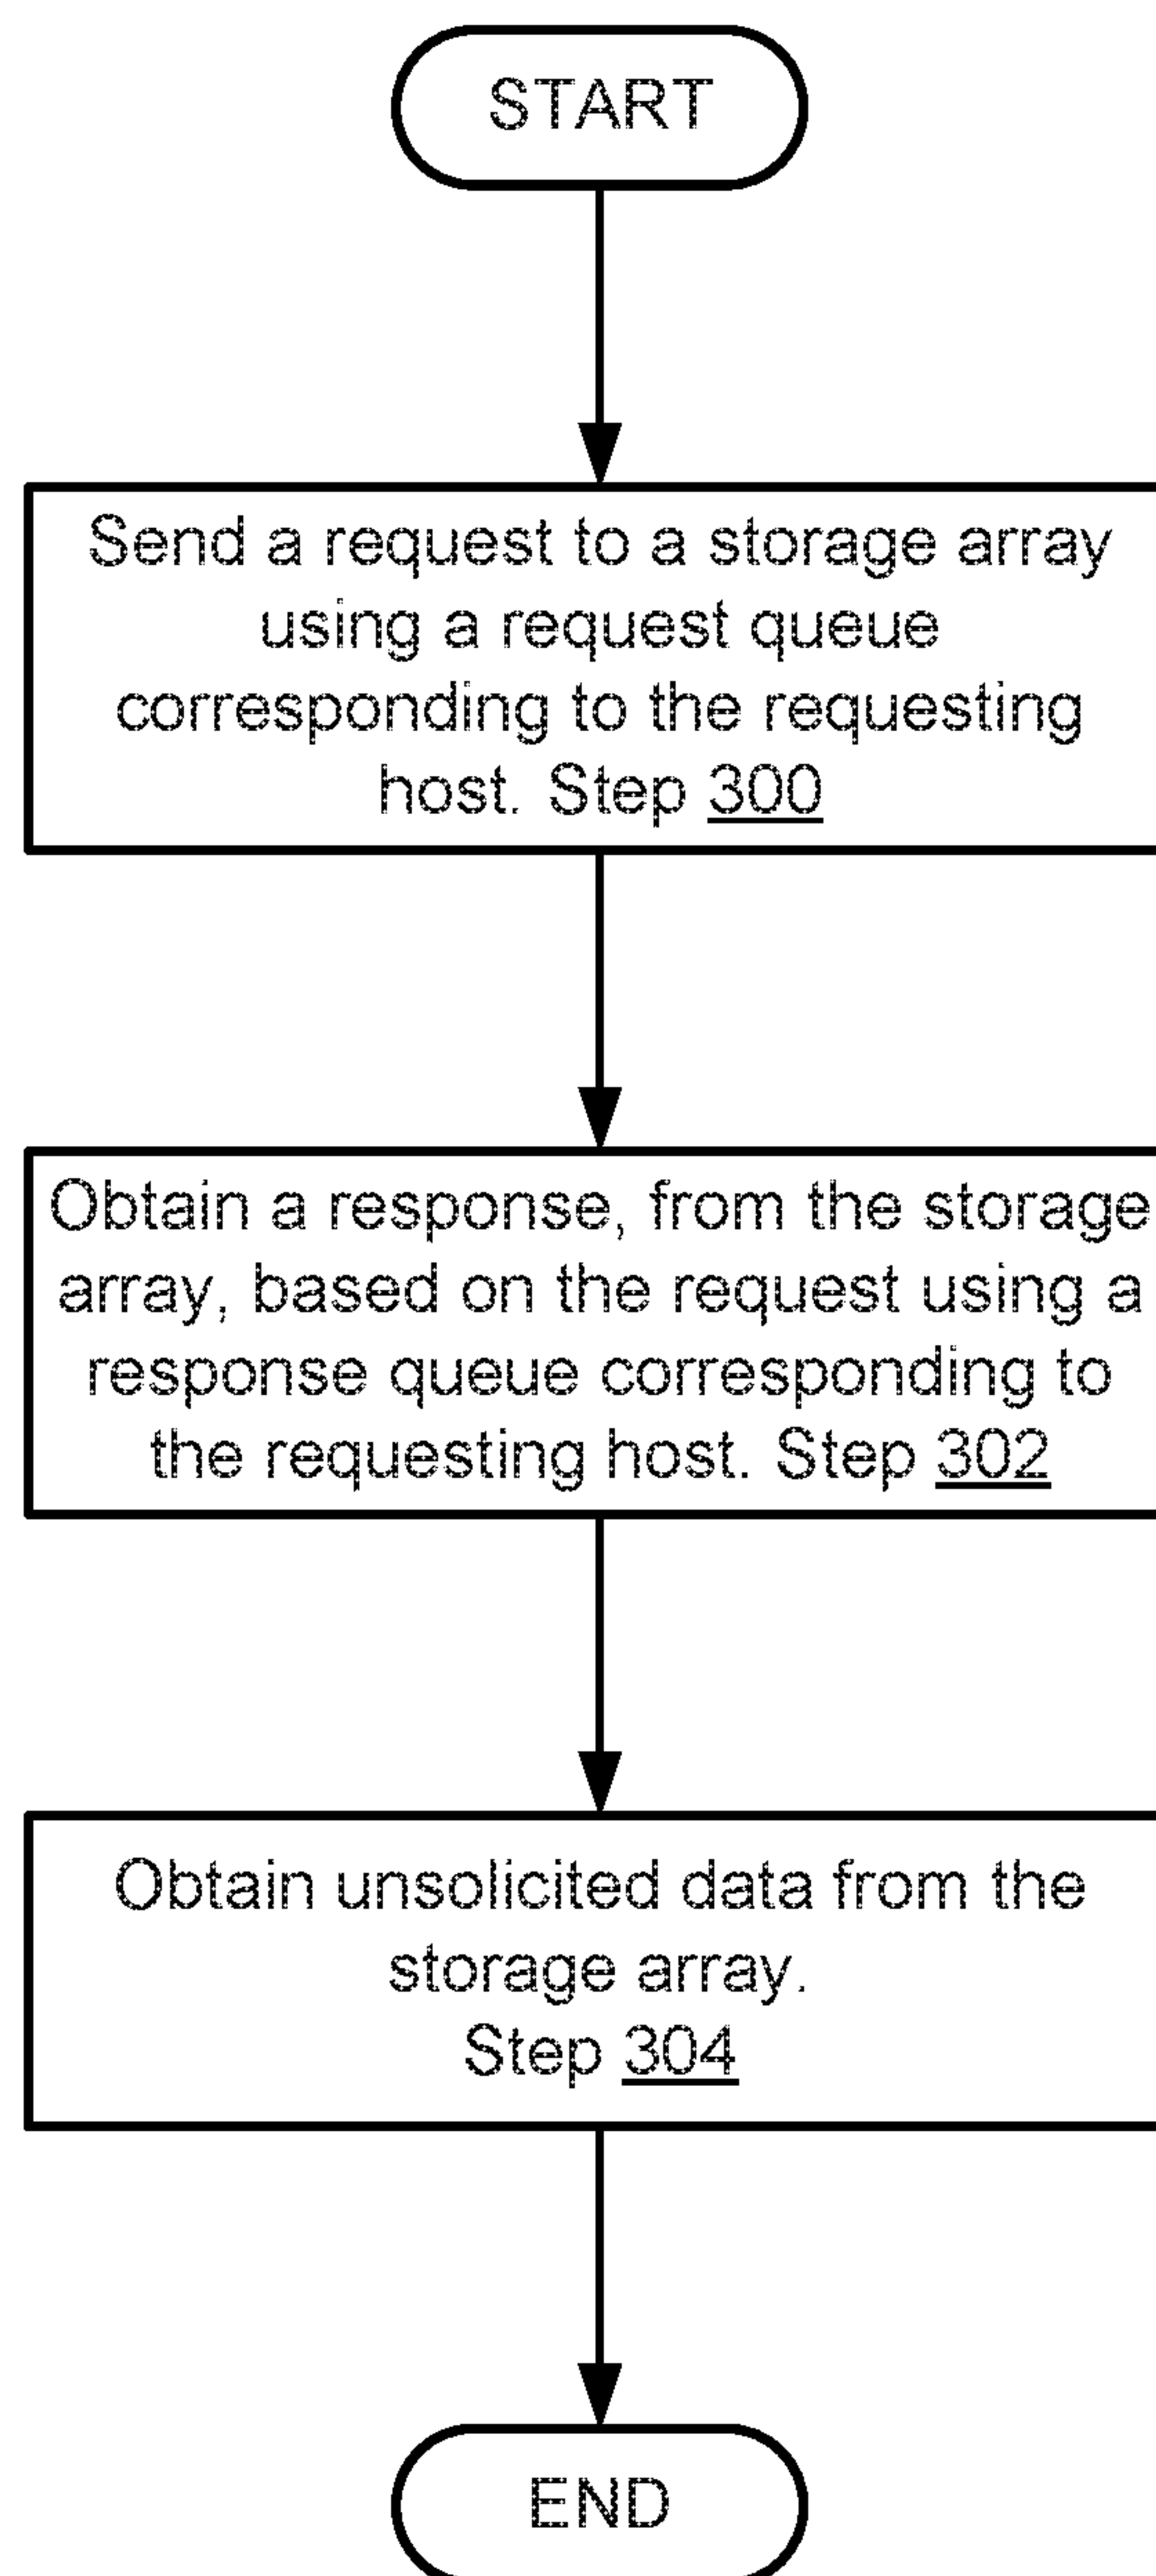 START
Send a request to a storage array
using a request queue
corresponding to the requesting
host. Step 300
Obtain a response, from the storage
array, based on the request using a
response queue corresponding to
the requesting host. Step 302
Obtain unsolicited data from the
storage array.
Step 304
END